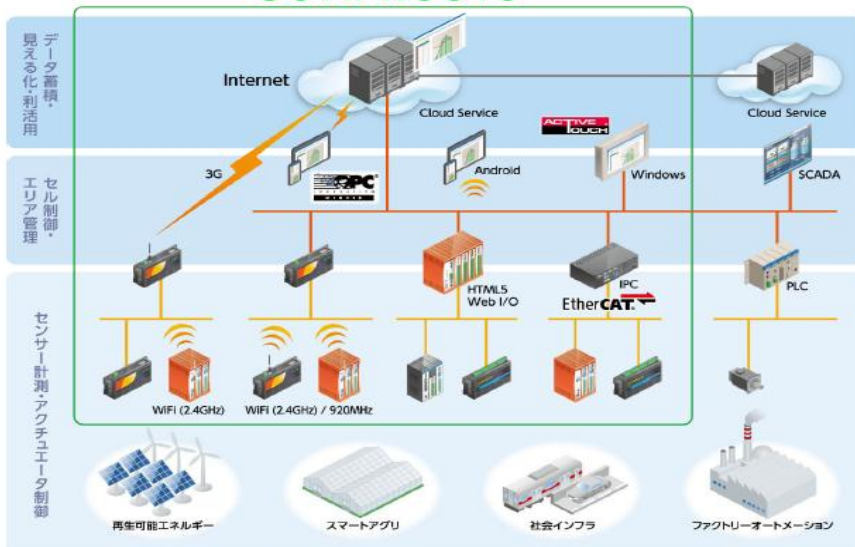 データ蓄積・
見える化・利活用
Internet
Cloud Service
Cloud Service
ACTIVE
TOUCH
3G
OPC
FOUNDATION
MEMBER
Android
Windows
SCADA
セル制御・
エリア管理
HTML5
Web I/O
IPC
EtherCAT®
PLC
センサー計測・アクチュエータ制御
WiFi (2.4GHz)
WiFi (2.4GHz) / 920MHz
再生可能エネルギー
スマートアグリ
社会インフラ
ファクトリーオートメーション